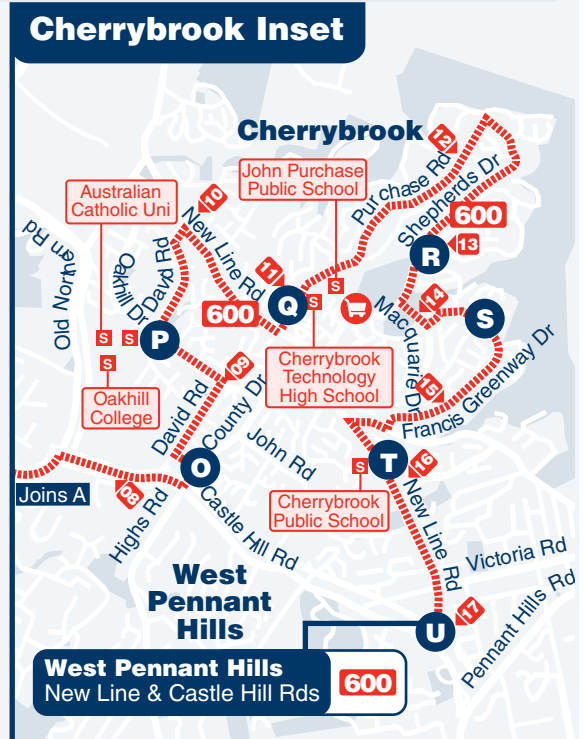 Cherrybrook Inset
Cherrybrook
12
John Purchase
Public School
Purchase Rd
Australian
Catholic Uni
10
Shepherds Dr
600
New Line Rd
R
13
Old Northern Rd
Oakhill Dr
David Rd
11
Q
14
600
Macquarie Dr
S
S
S
P
S
S
S
09
Cherrybrook
Technology
High School
15
Francis Greenway Dr
Oakhill
College
David Rd
County Dr
John Rd
O
S
T
16
Joins A
08
Highs Rd
Castle Hill Rd
Cherrybrook
Public School
New Line Rd
Victoria Rd
West
Pennant
Hills
Pennant Hills Rd
17
U
West Pennant Hills
New Line & Castle Hill Rds
600